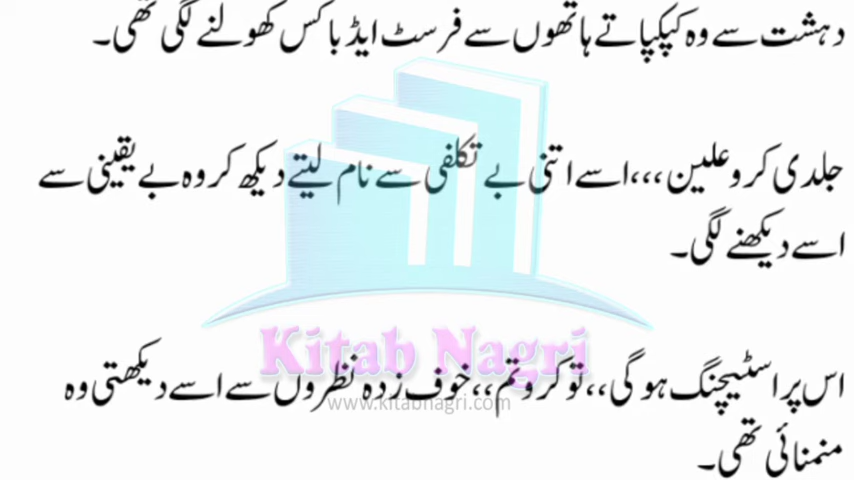 دہشت سے وہ کپکپاتے ہاتھوں سے فرسٹ ایڈ باکس کھولنے لگی تھی۔
جلدی کرو علین،،،، اسے اتنی بے تکلفی سے نام لیتے دیکھ کر وہ بے یقینی سے
اسے دیکھنے لگی۔
Kitab Nagri
اس پر اسٹیچنگ ہو گی،، تو کرو تم،، خوف زدہ نظروں سے اسے دیکھتی وہ
www.kitabnagri.com
منمنائی تھی۔